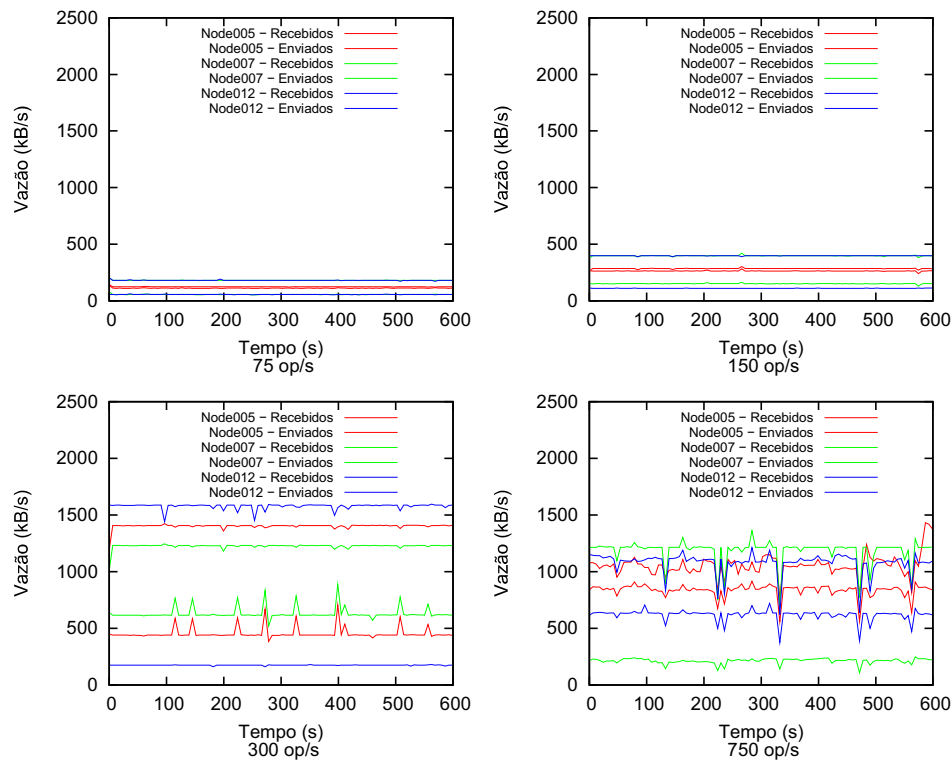 2500
2000
1500
1000
500
0
Vazão (kB/s)
Node005 − Recebidos
Node005 − Enviados
Node007 − Recebidos
Node007 − Enviados
Node012 − Recebidos
Node012 − Enviados
0 100 200 300 400 500 600
Tempo (s)
75 op/s
2500
2000
1500
1000
500
0
Vazão (kB/s)
Node005 − Recebidos
Node005 − Enviados
Node007 − Recebidos
Node007 − Enviados
Node012 − Recebidos
Node012 − Enviados
0 100 200 300 400 500 600
Tempo (s)
150 op/s
2500
2000
1500
1000
500
0
Vazão (kB/s)
Node005 − Recebidos
Node005 − Enviados
Node007 − Recebidos
Node007 − Enviados
Node012 − Recebidos
Node012 − Enviados
0 100 200 300 400 500 600
Tempo (s)
300 op/s
2500
2000
1500
1000
500
0
Vazão (kB/s)
Node005 − Recebidos
Node005 − Enviados
Node007 − Recebidos
Node007 − Enviados
Node012 − Recebidos
Node012 − Enviados
0 100 200 300 400 500 600
Tempo (s)
750 op/s